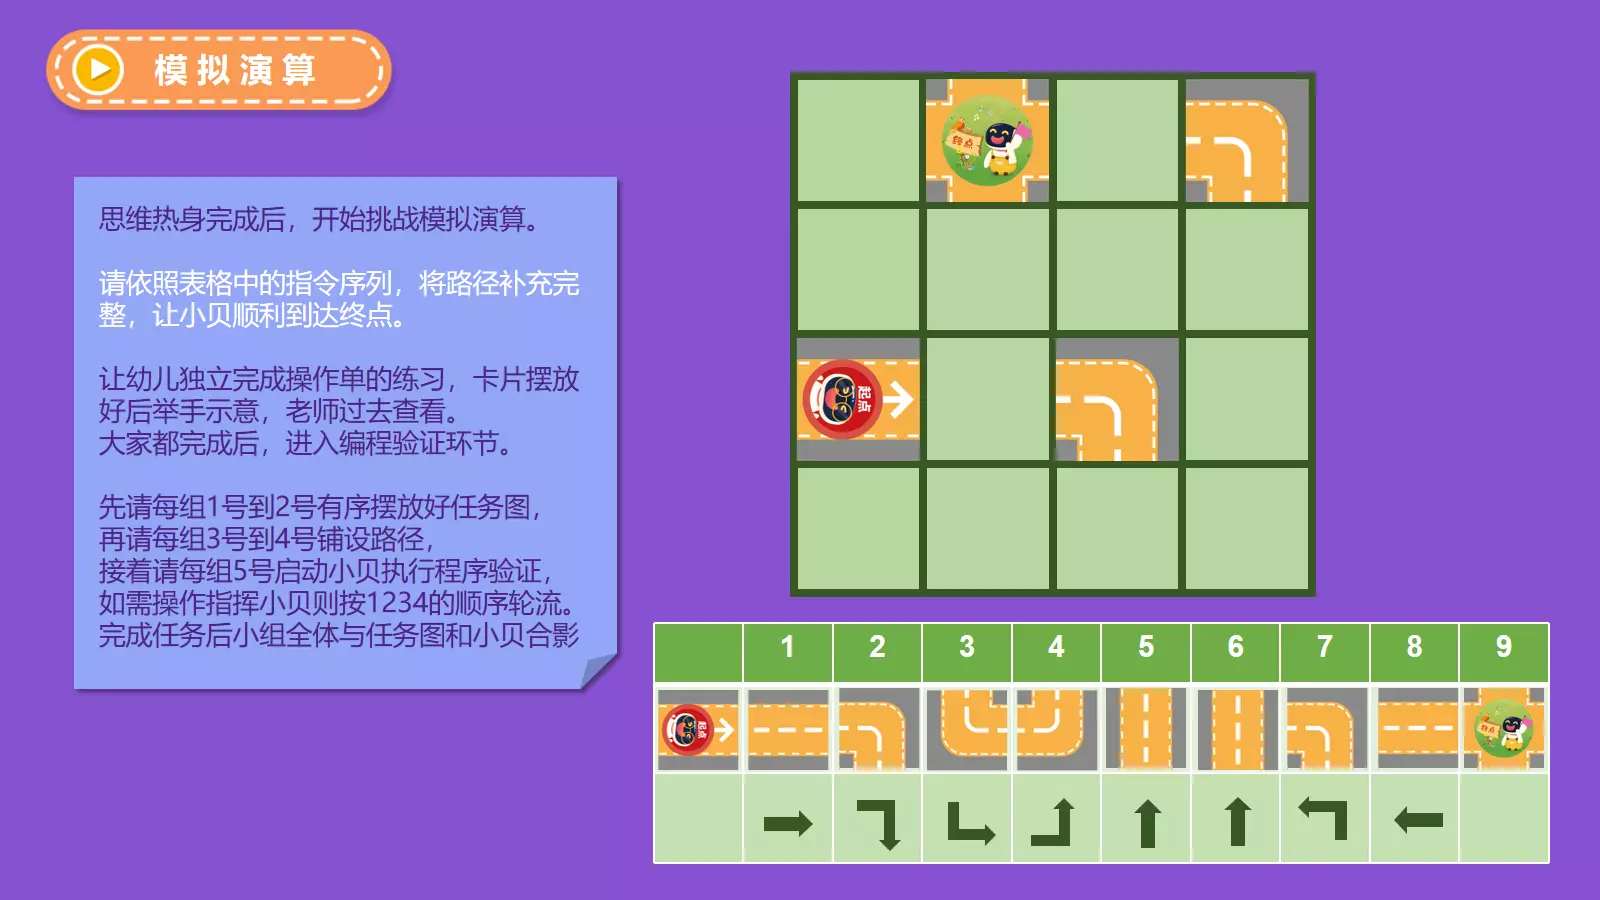 模拟演算
思维热身完成后，开始挑战模拟演算。
请依照表格中的指令序列，将路径补充完
整，让小贝顺利到达终点。
让幼儿独立完成操作单的练习，卡片摆放
好后举手示意，老师过去查看。
大家都完成后，进入编程验证环节。
先请每组1号到2号有序摆放好任务图，
再请每组3号到4号铺设路径，
接着请每组5号启动小贝执行程序验证，
如需操作指挥小贝则按1234的顺序轮流。
完成任务后小组全体与任务图和小贝合影
终点
起点
1 2 3 4 5 6 7 8 9
起点
终点